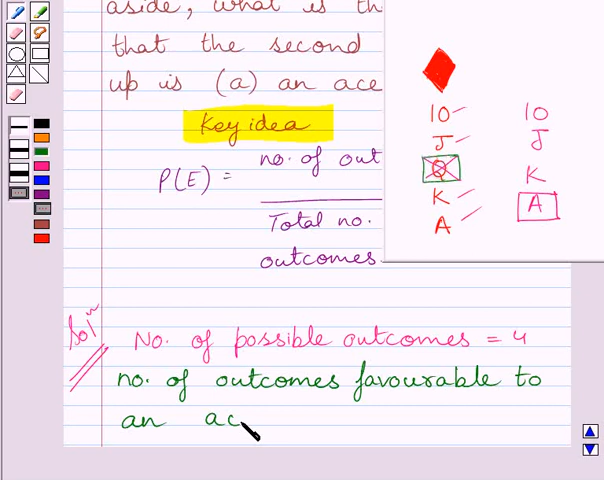 aside, what is th
that the second
up is (a) an ace
Key idea
no. of out
P(E) =
Total no.
outcomes
10
J
Q
K
A
10
J
K
A
Solⁿ
No. of possible outcomes = 4
no. of outcomes favourable to
an ac